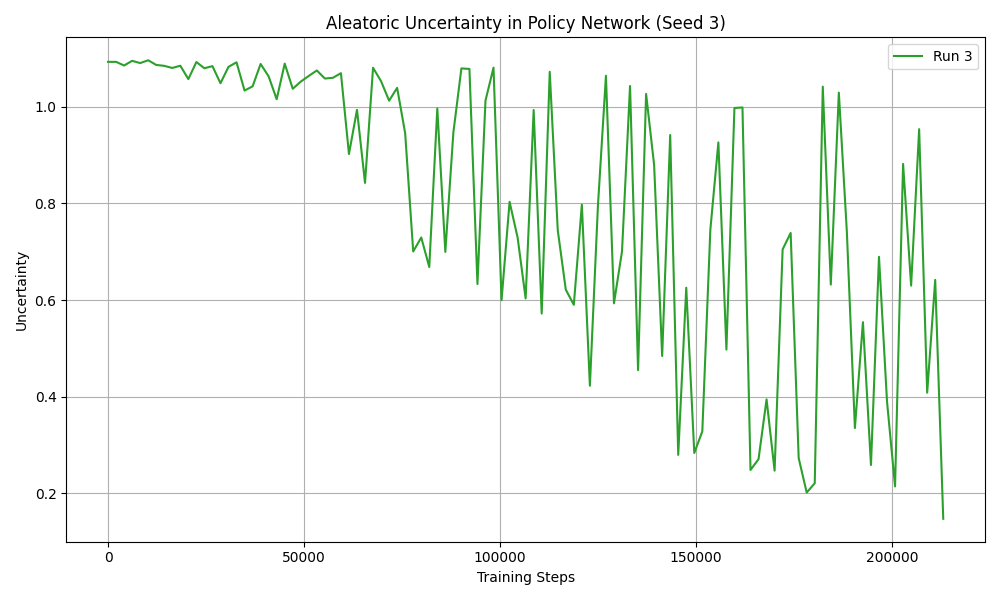 Aleatoric Uncertainty in Policy Network (Seed 3)
Run 3
Uncertainty
1.0
0.8
0.6
0.4
0.2
0 50000 100000 150000 200000
Training Steps